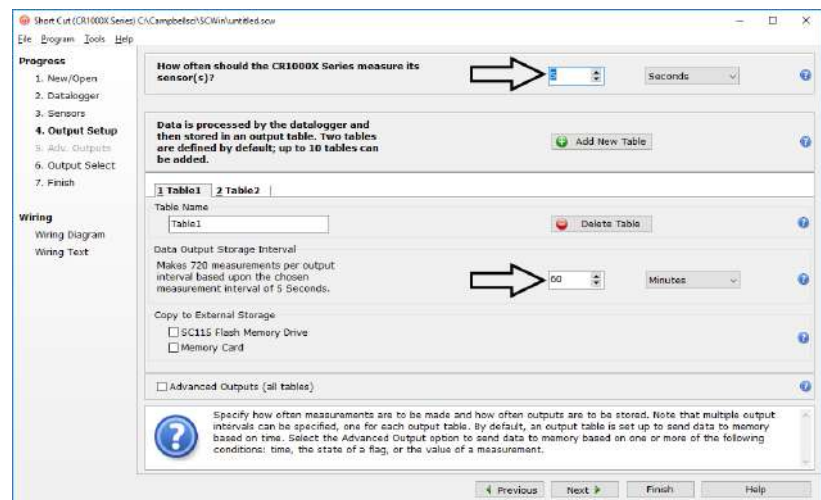 Short Cut (CR1000X Series) C:\Campbellsci\SCWin\untitled.scw
File Program Tools Help
Progress
1. New/Open
2. Datalogger
3. Sensors
4. Output Setup
5. Adv. Outputs
6. Output Select
7. Finish
Wiring
Wiring Diagram
Wiring Text
How often should the CR1000X Series measure its
sensor(s)?
5
Seconds
Data is processed by the datalogger and
then stored in an output table. Two tables
are defined by default; up to 10 tables can
be added.
Add New Table
1 Table1 2 Table2
Table Name
Table1
Delete Table
Data Output Storage Interval
Makes 720 measurements per output
interval based upon the chosen
measurement interval of 5 Seconds.
60
Minutes
Copy to External Storage
SC115 Flash Memory Drive
Memory Card
Advanced Outputs (all tables)
Specify how often measurements are to be made and how often outputs are to be stored. Note that multiple output
intervals can be specified, one for each output table. By default, an output table is set up to send data to memory
based on time. Select the Advanced Output option to send data to memory based on one or more of the following
conditions: time, the state of a flag, or the value of a measurement.
Previous Next Finish Help